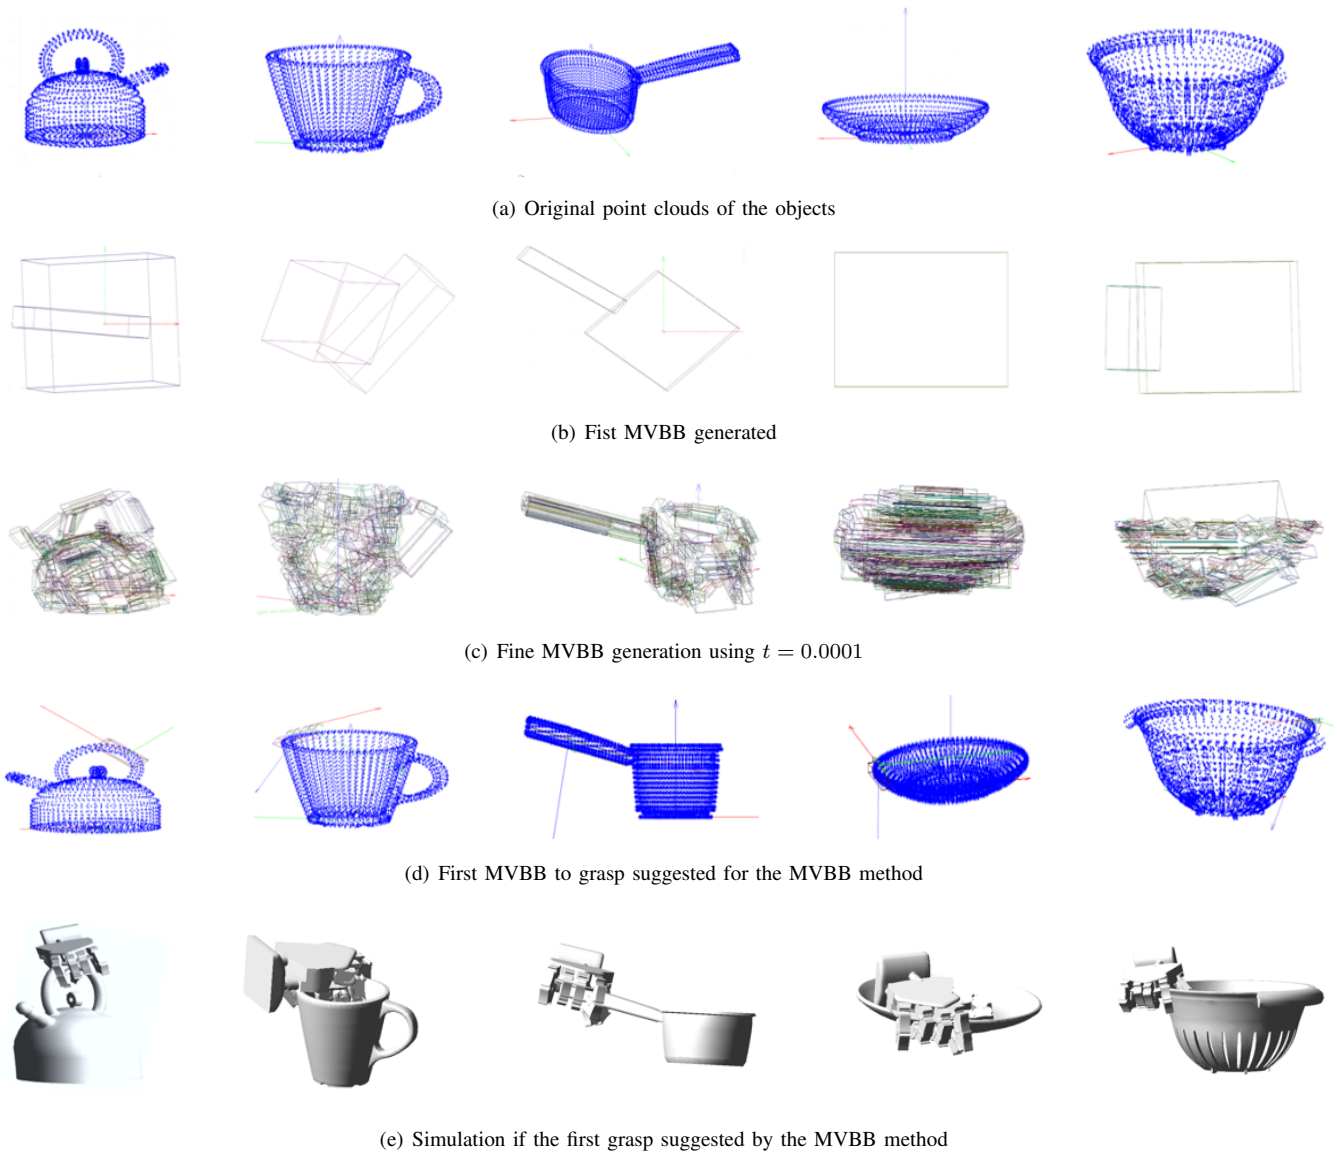 (a) Original point clouds of the objects
(b) Fist MVBB generated
(c) Fine MVBB generation using t = 0.0001
(d) First MVBB to grasp suggested for the MVBB method
(e) Simulation if the first grasp suggested by the MVBB method